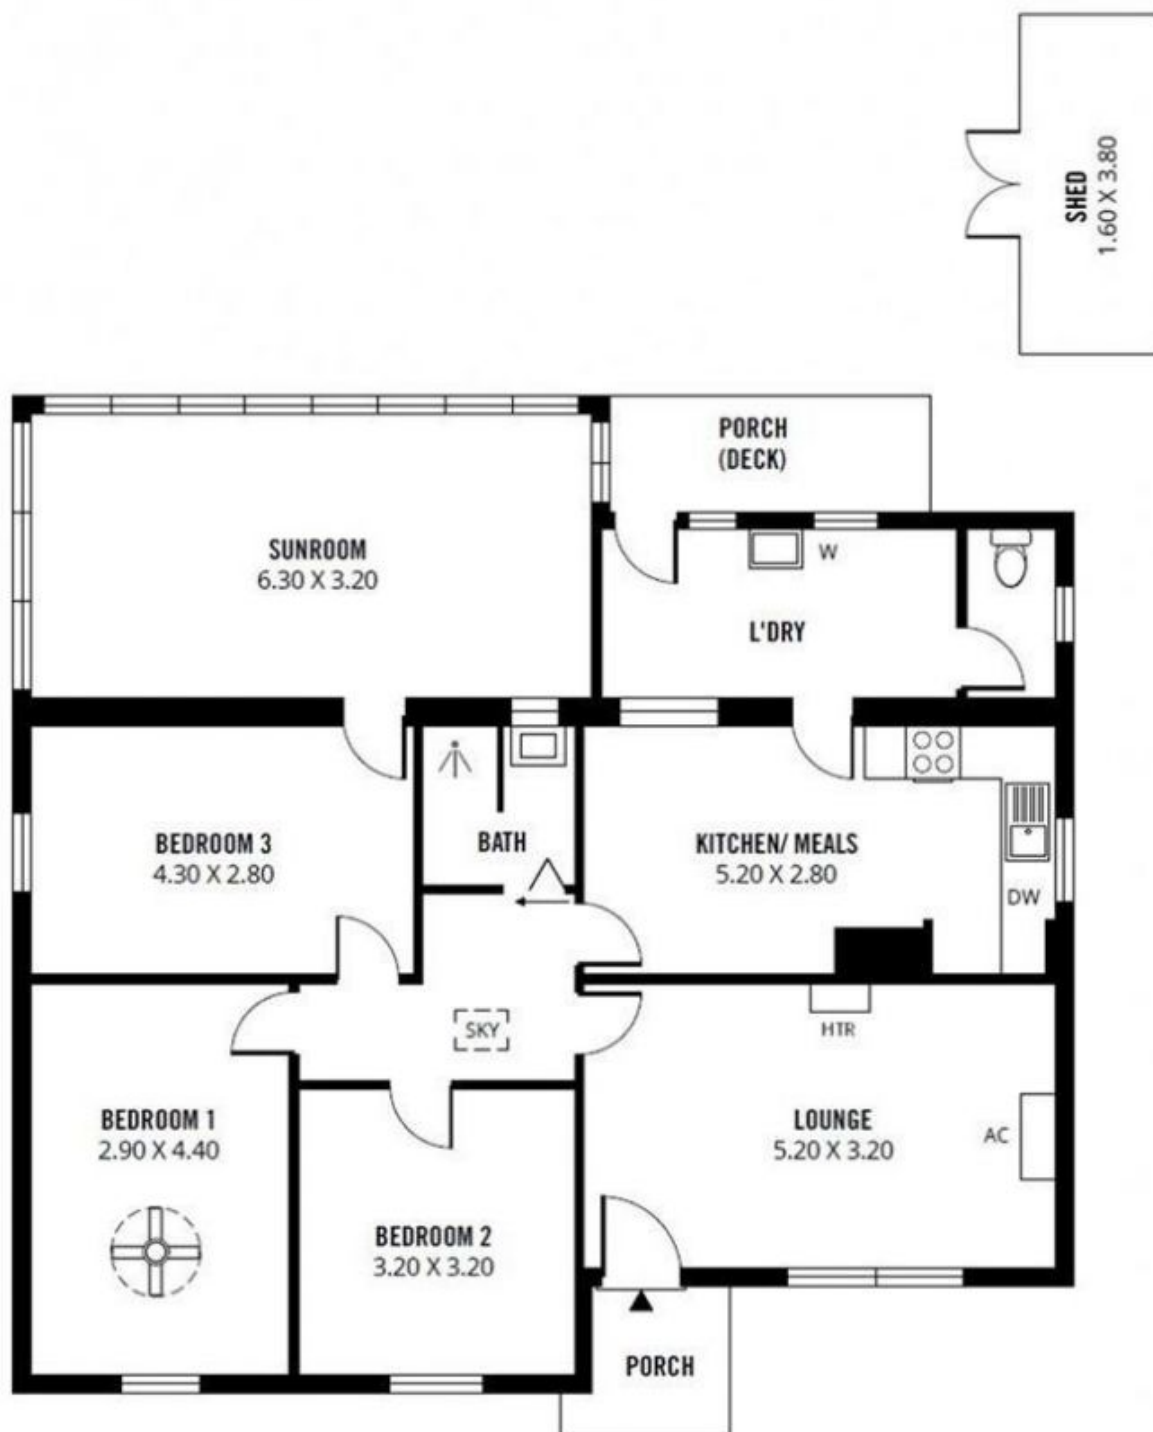 SHED
1.60 X 3.80
PORCH
(DECK)
SUNROOM
6.30 X 3.20
W
L'DRY
BEDROOM 3
4.30 X 2.80
BATH
KITCHEN/ MEALS
5.20 X 2.80
DW
SKY
HTR
BEDROOM 1
2.90 X 4.40
LOUNGE
5.20 X 3.20
AC
BEDROOM 2
3.20 X 3.20
PORCH